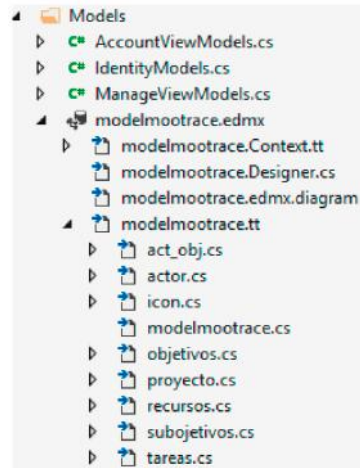 Models
C# AccountViewModels.cs
C# IdentityModels.cs
C# ManageViewModels.cs
modelmootrace.edmx
modelmootrace.Context.tt
modelmootrace.Designer.cs
modelmootrace.edmx.diagram
modelmootrace.tt
act_obj.cs
actor.cs
icon.cs
modelmootrace.cs
objetivos.cs
proyecto.cs
recursos.cs
subojetivos.cs
tareas.cs